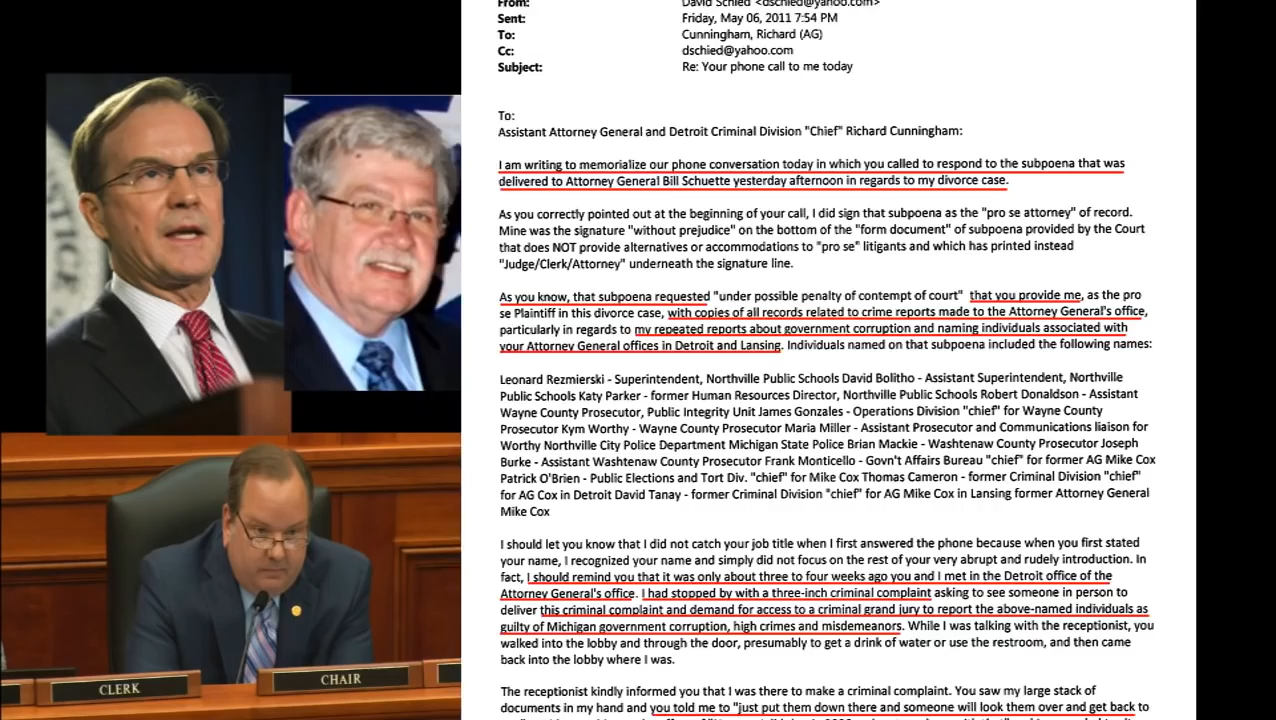 From: David Schied <dschied@yahoo.com>
Sent: Friday, May 06, 2011 7:54 PM
To: Cunningham, Richard (AG)
Cc: dschied@yahoo.com
Subject: Re: Your phone call to me today
To:
Assistant Attorney General and Detroit Criminal Division "Chief" Richard Cunningham:
I am writing to memorialize our phone conversation today in which you called to respond to the subpoena that was
delivered to Attorney General Bill Schuette yesterday afternoon in regards to my divorce case.
As you correctly pointed out at the beginning of your call, I did sign that subpoena as the "pro se attorney" of record.
Mine was the signature "without prejudice" on the bottom of the "form document" of subpoena provided by the Court
that does NOT provide alternatives or accommodations to "pro se" litigants and which has printed instead
"Judge/Clerk/Attorney" underneath the signature line.
As you know, that subpoena requested "under possible penalty of contempt of court" that you provide me, as the pro
se Plaintiff in this divorce case, with copies of all records related to crime reports made to the Attorney General's office,
particularly in regards to my repeated reports about government corruption and naming individuals associated with
your Attorney General offices in Detroit and Lansing. Individuals named on that subpoena included the following names:
Leonard Rezmierski - Superintendent, Northville Public Schools David Bolitho - Assistant Superintendent, Northville
Public Schools Katy Parker - former Human Resources Director, Northville Public Schools Robert Donaldson - Assistant
Wayne County Prosecutor, Public Integrity Unit James Gonzales - Operations Division "chief" for Wayne County
Prosecutor Kym Worthy - Wayne County Prosecutor Maria Miller - Assistant Prosecutor and Communications liaison for
Worthy Northville City Police Department Michigan State Police Brian Mackie - Washtenaw County Prosecutor Joseph
Burke - Assistant Washtenaw County Prosecutor Frank Monticello - Govn't Affairs Bureau "chief" for former AG Mike Cox
Patrick O'Brien - Public Elections and Tort Div. "chief" for Mike Cox Thomas Cameron - former Criminal Division "chief"
for AG Cox in Detroit David Tanay - former Criminal Division "chief" for AG Mike Cox in Lansing former Attorney General
Mike Cox
I should let you know that I did not catch your job title when I first answered the phone because when you first stated
your name, I recognized your name and simply did not focus on the rest of your very abrupt and rudely introduction. In
fact, I should remind you that it was only about three to four weeks ago you and I met in the Detroit office of the
Attorney General's office. I had stopped by with a three-inch criminal complaint asking to see someone in person to
deliver this criminal complaint and demand for access to a criminal grand jury to report the above-named individuals as
guilty of Michigan government corruption, high crimes and misdemeanors. While I was talking with the receptionist, you
walked into the lobby and through the door, presumably to get a drink of water or use the restroom, and then came
back into the lobby where I was.
The receptionist kindly informed you that I was there to make a criminal complaint. You saw my large stack of
documents in my hand and you told me to "just put them down there and someone will look them over and get back to
CLERK
CHAIR